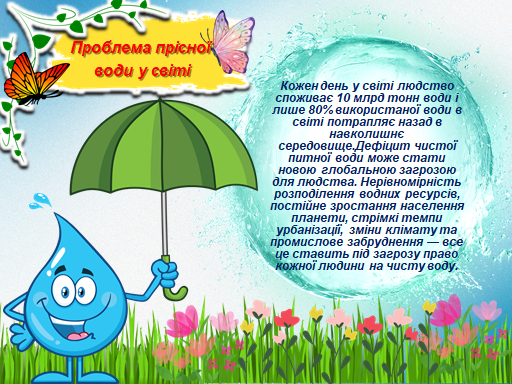 Проблема прісної
води у світі
Кожен день у світі людство
споживає 10 млрд тонн води і
лише 80% використаної води в
світі потрапляє назад в
навколишнє
середовище.Дефіцит чистої
питної води може стати
новою глобальною загрозою
для людства. Нерівномірність
розподілення водних ресурсів,
постійне зростання населення
планети, стрімкі темпи
урбанізації, зміни клімату та
промислове забруднення — все
це ставить під загрозу право
кожної людини на чисту воду.